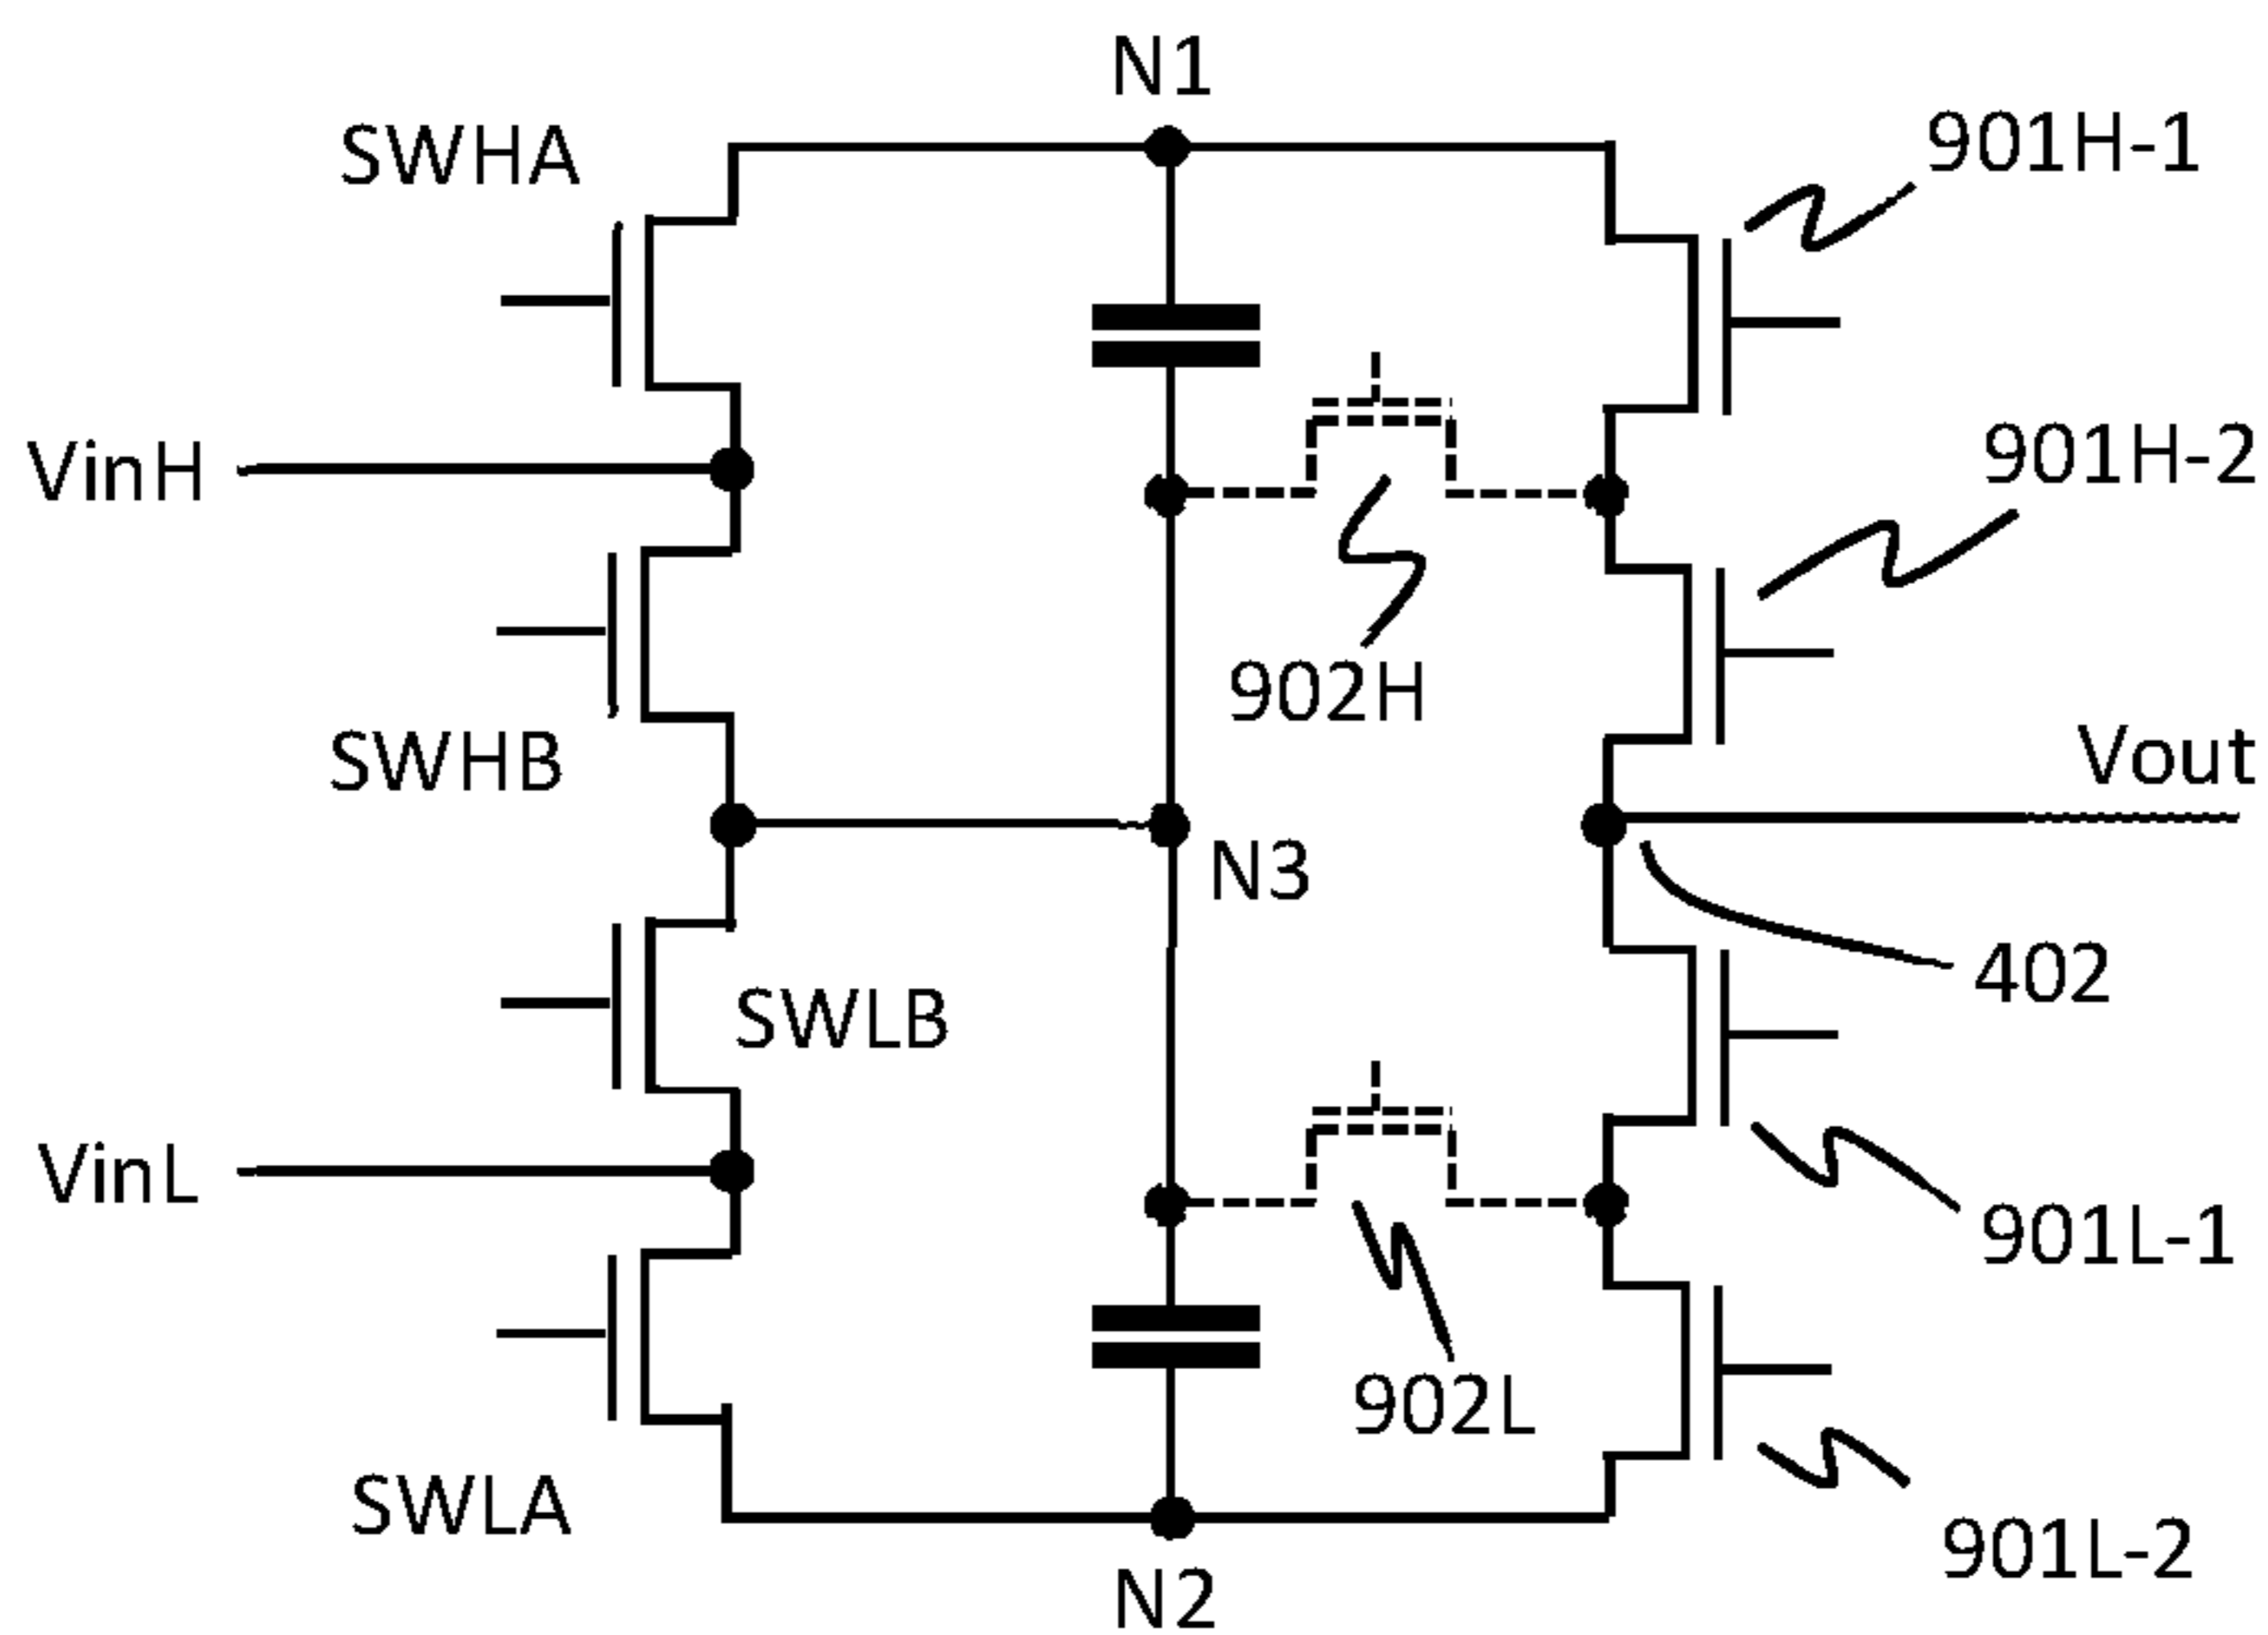 N1
SWHA
901H-1
VinH
901H-2
902H
SWHB
Vout
N3
402
SWLB
VinL
901L-1
902L
SWLA
901L-2
N2